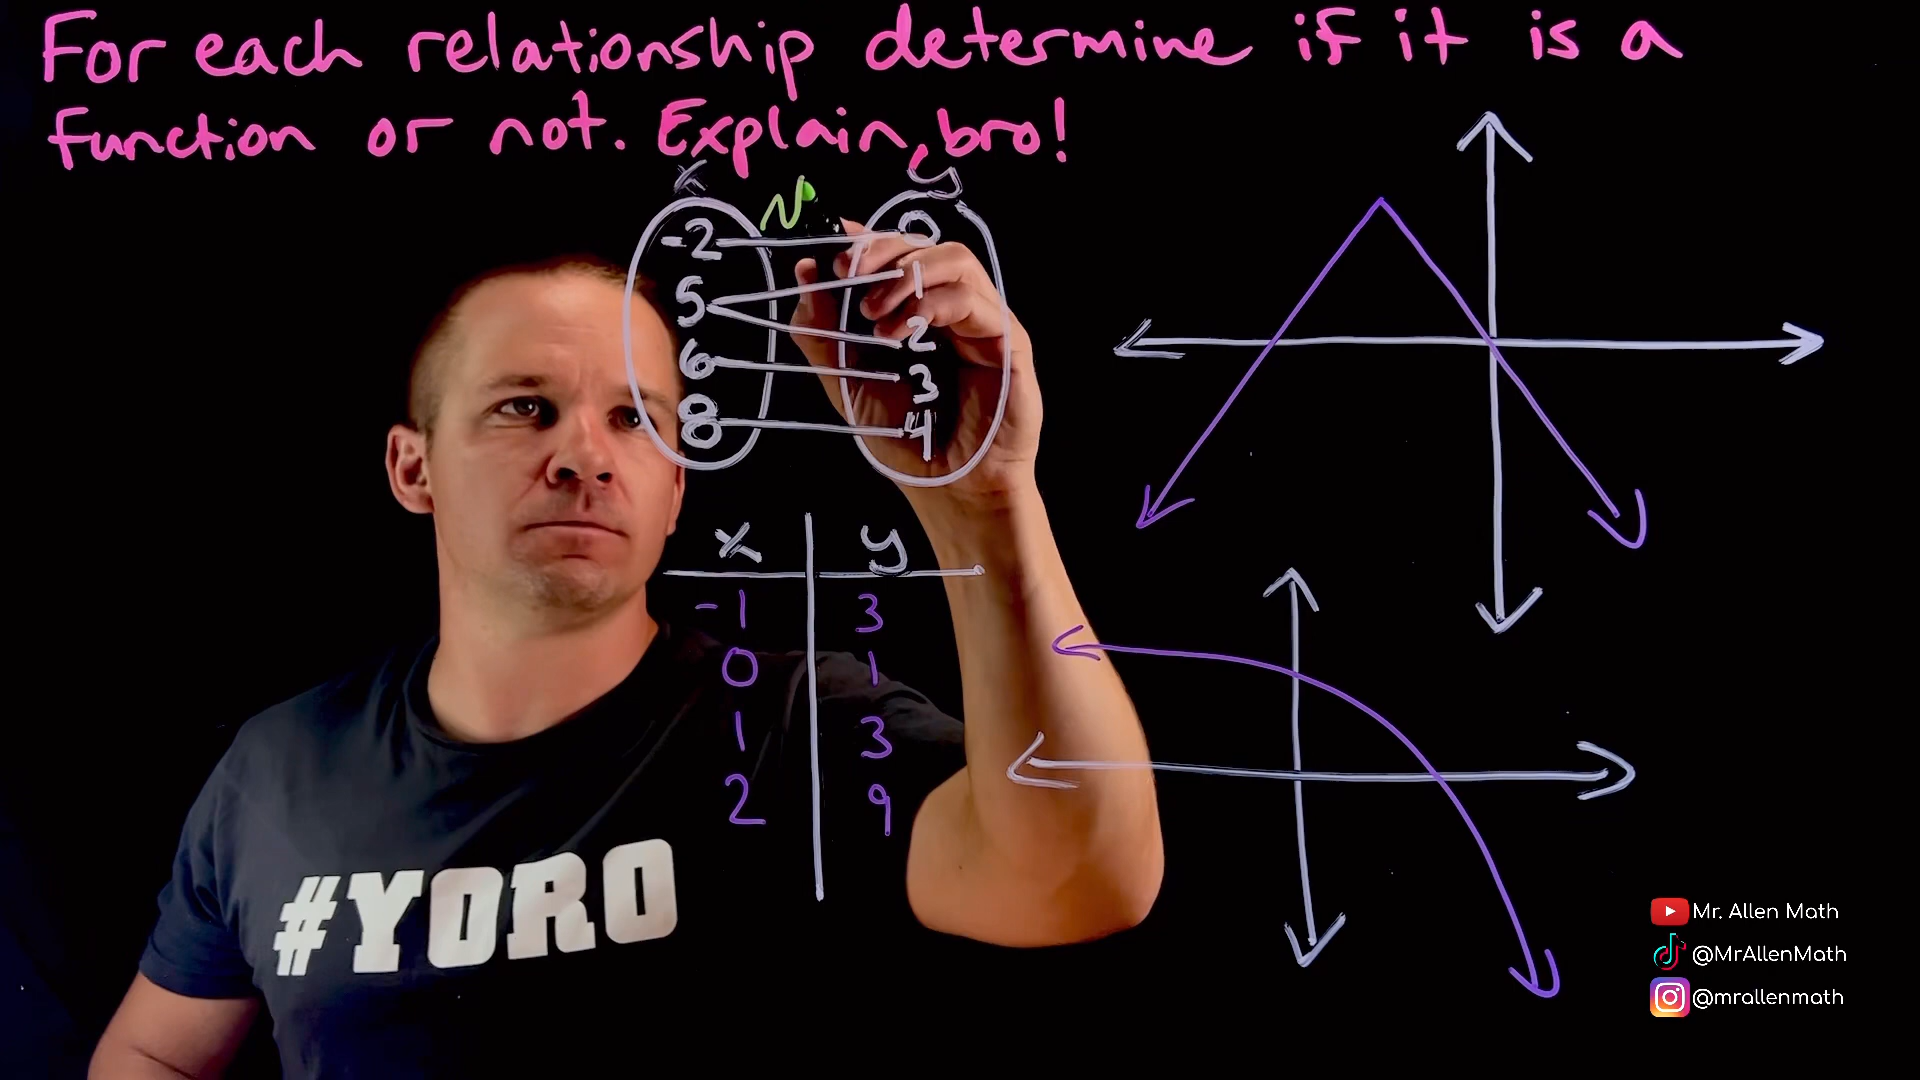 For each relationship determine if it is a
function or not. Explain, bro!
x y
N
-2 0
5 1
2
6 3
8 4
x y
-1 3
0 1
1 3
2 9
#YORO
Mr. Allen Math
@MrAllenMath
@mrallenmath